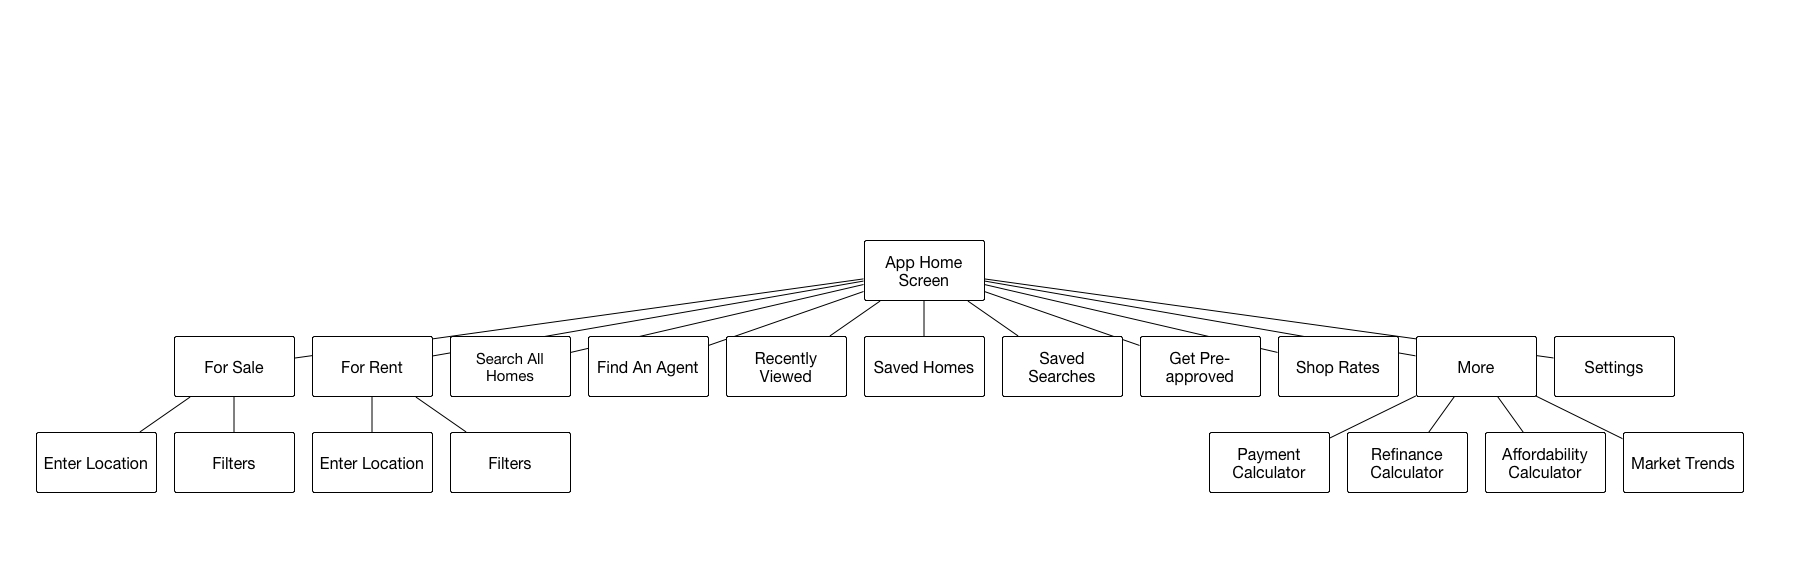 App Home
Screen
For Sale
For Rent
Search All
Homes
Find An Agent
Recently
Viewed
Saved Homes
Saved
Searches
Get Pre-
approved
Shop Rates
More
Settings
Enter Location
Filters
Enter Location
Filters
Payment
Calculator
Refinance
Calculator
Affordability
Calculator
Market Trends